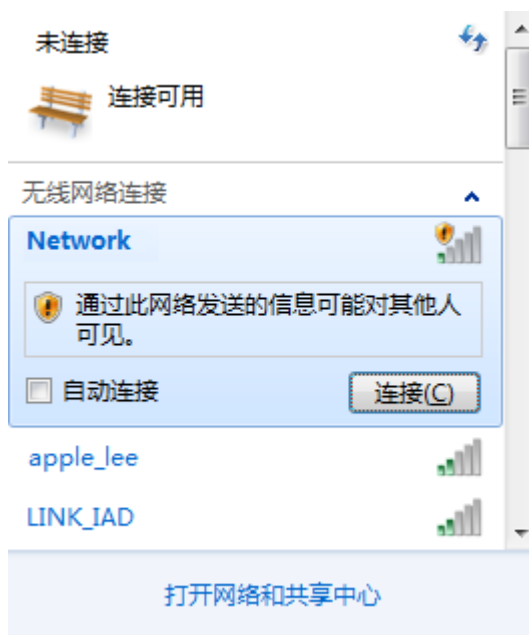 未连接
连接可用
无线网络连接
Network
通过此网络发送的信息可能对其他人
可见。
自动连接
连接(C)
apple_lee
LINK_IAD
打开网络和共享中心